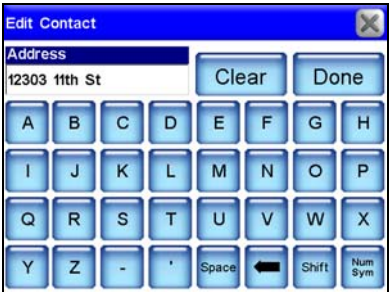 Edit Contact
Address
12303 11th St
Clear Done
A B C D E F G H
I J K L M N O P
Q R S T U V W X
Y Z - ' Space Shift Num Sym